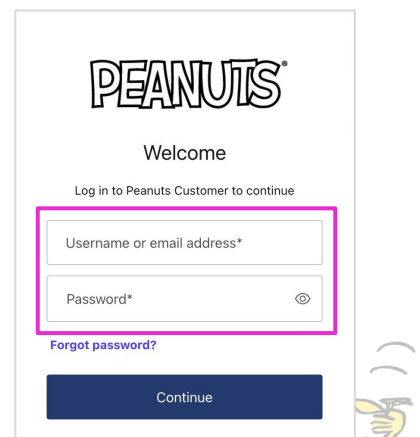 PEANUTS®
Welcome
Log in to Peanuts Customer to continue
Username or email address*
Password*
Forgot password?
Continue